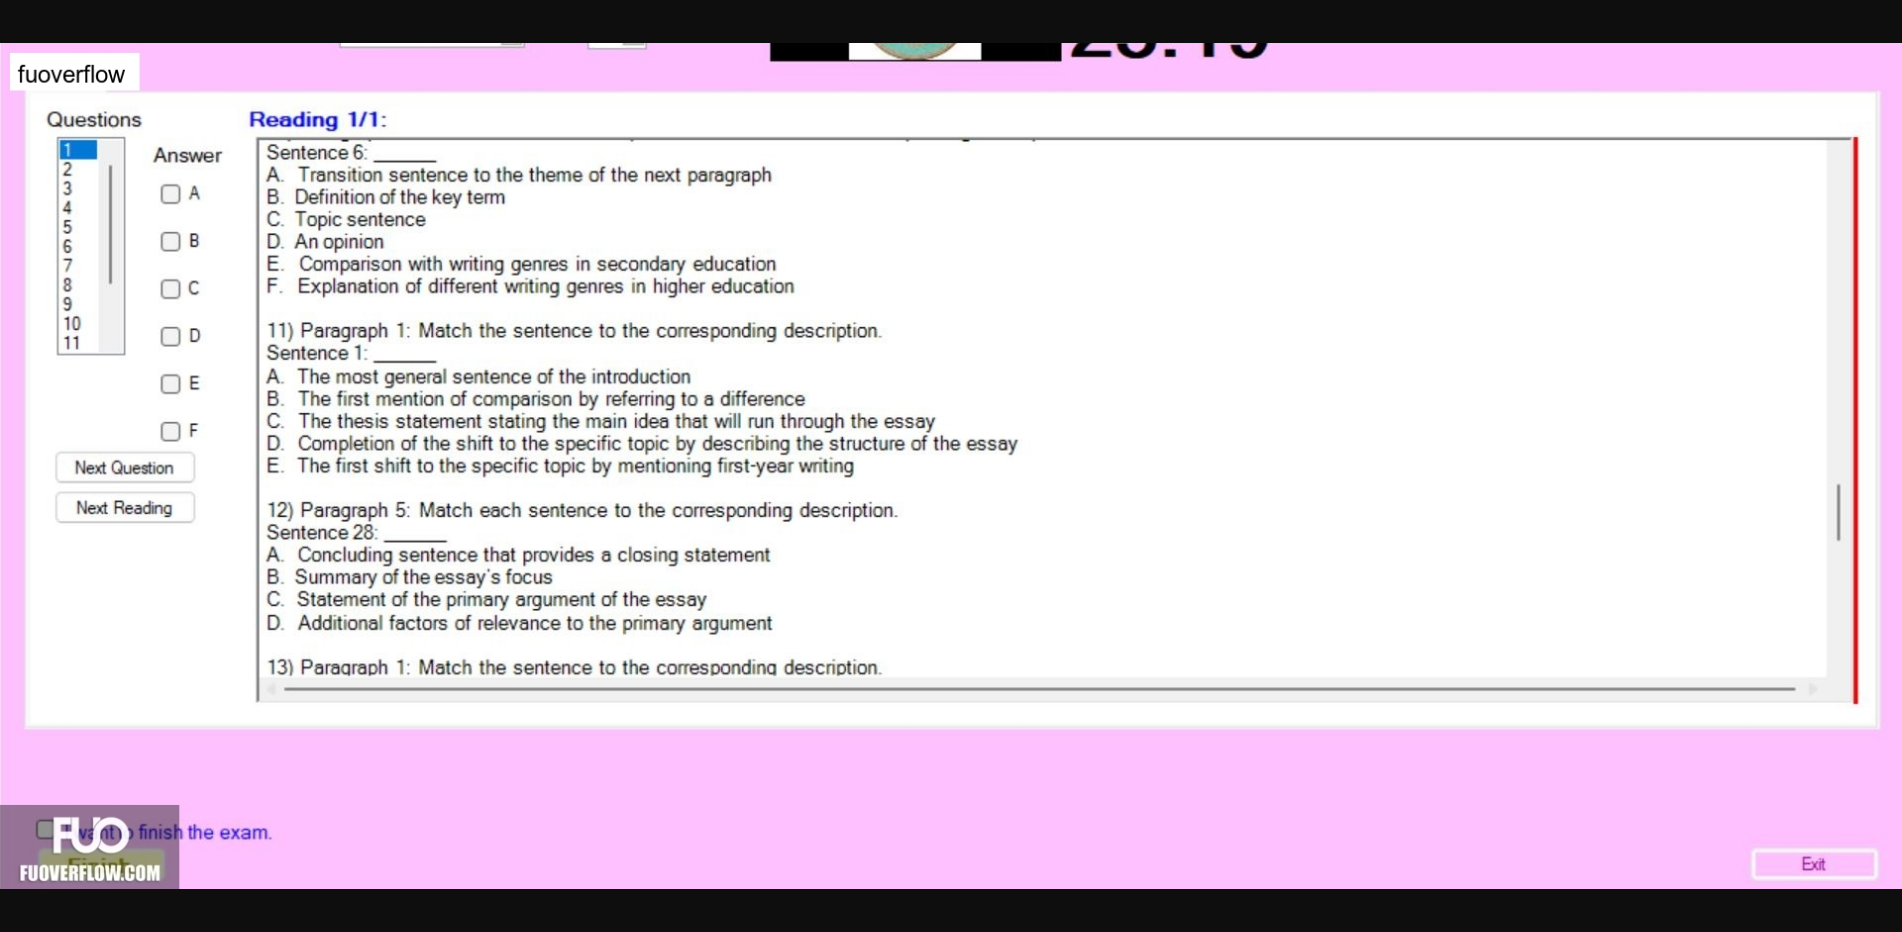 fuoverflow
Questions
Reading 1/1:
1
2
3
4
5
6
7
8
9
10
11
Answer
A
B
C
D
E
F
Next Question
Next Reading
Sentence 6: ______
A. Transition sentence to the theme of the next paragraph
B. Definition of the key term
C. Topic sentence
D. An opinion
E. Comparison with writing genres in secondary education
F. Explanation of different writing genres in higher education
11) Paragraph 1: Match the sentence to the corresponding description.
Sentence 1: ______
A. The most general sentence of the introduction
B. The first mention of comparison by referring to a difference
C. The thesis statement stating the main idea that will run through the essay
D. Completion of the shift to the specific topic by describing the structure of the essay
E. The first shift to the specific topic by mentioning first-year writing
12) Paragraph 5: Match each sentence to the corresponding description.
Sentence 28: ______
A. Concluding sentence that provides a closing statement
B. Summary of the essay's focus
C. Statement of the primary argument of the essay
D. Additional factors of relevance to the primary argument
13) Paragraph 1: Match the sentence to the corresponding description.
want to finish the exam.
FUO
FUOVERFLOW.COM
Exit